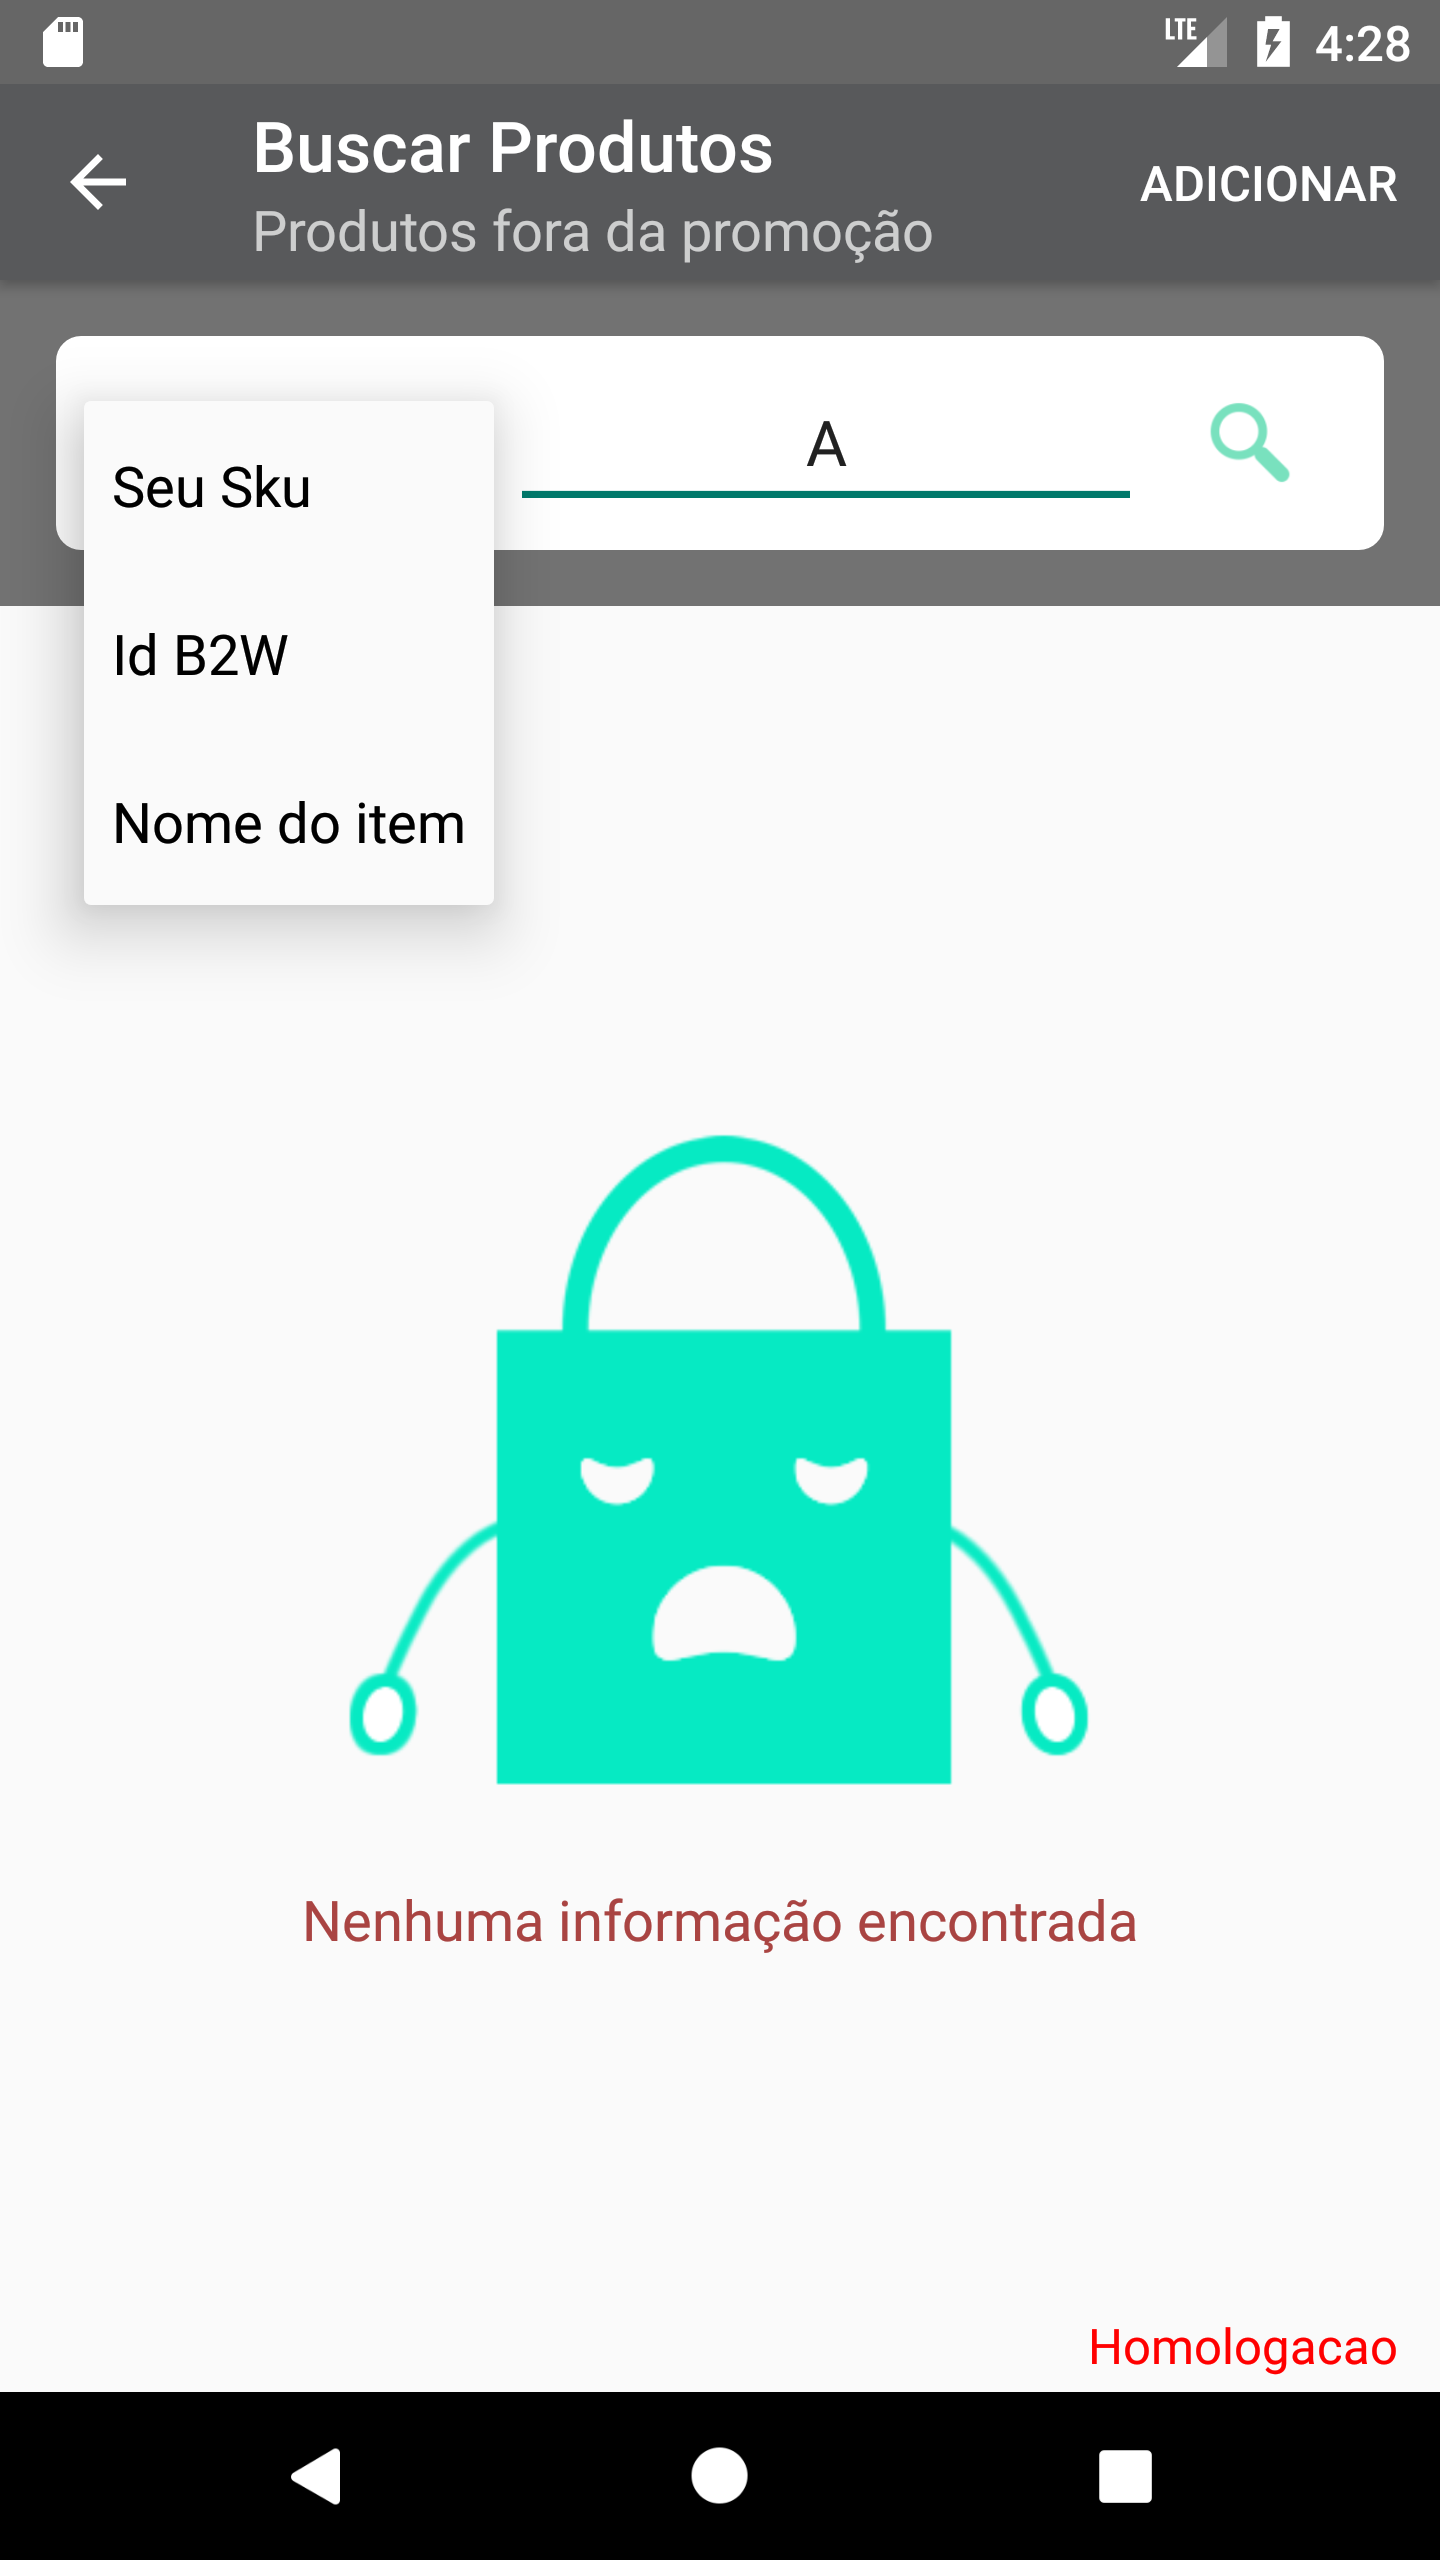 LTE 4:28
Buscar Produtos
ADICIONAR
Produtos fora da promoção
A
Seu Sku
Id B2W
Nome do item
Nenhuma informação encontrada
Homologacao